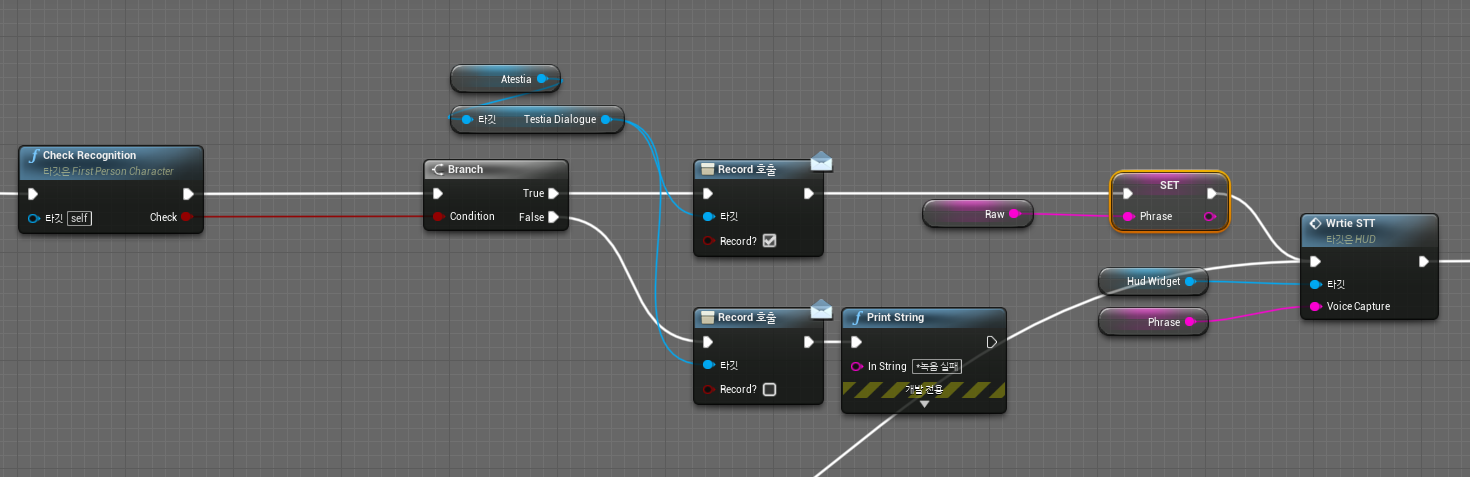 Atestia
타깃 Testia Dialogue
Check Recognition
타깃은 First Person Character
타깃 self Check
Branch
True
Condition False
Record 호출
타깃
Record?
Raw
SET
Phrase
Wrtie STT
타깃은 HUD
타깃
Voice Capture
Hud Widget
Phrase
Record 호출
타깃
Record?
Print String
In String *녹음 실패
개발 전용